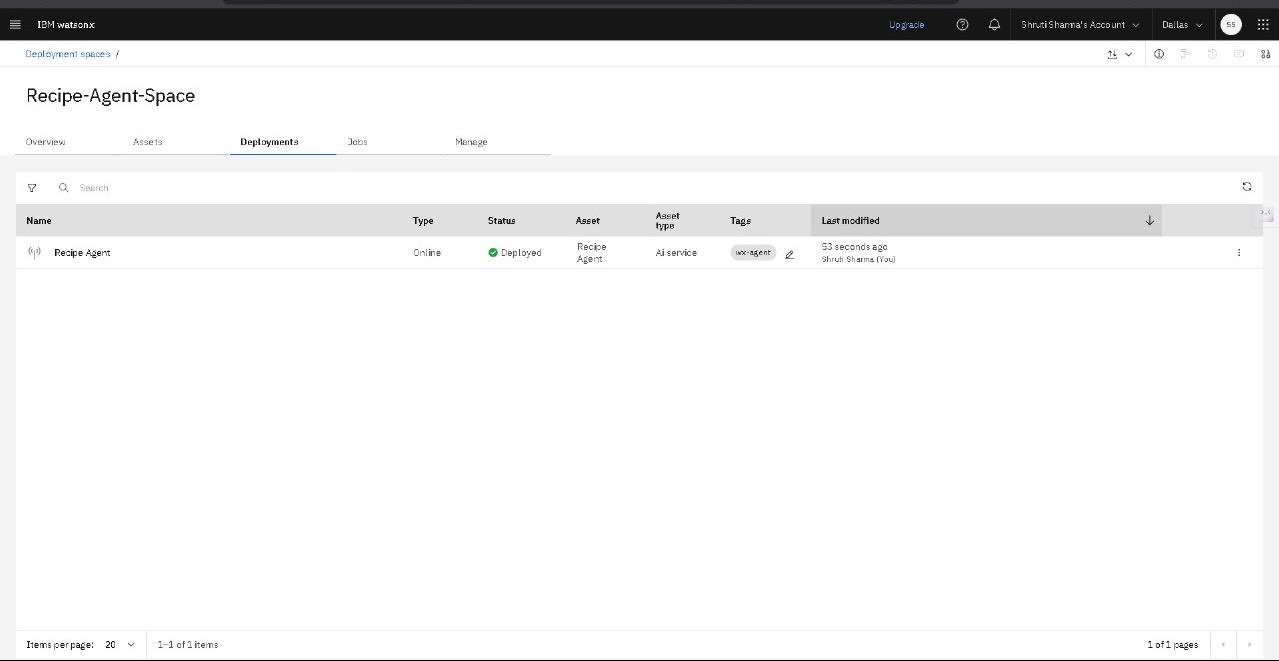 IBM watsonx
Upgrade
Shruti Sharma's Account
Dallas
SS
Deployment spaces /
Recipe-Agent-Space
Overview
Assets
Deployments
Jobs
Manage
Search
Name
Type
Status
Asset
Asset type
Tags
Last modified
Recipe Agent
Online
Deployed
Recipe
Agent
Ai service
wx-agent
53 seconds ago
Shruti Sharma (You)
Items per page: 20
1–1 of 1 items
1 of 1 pages